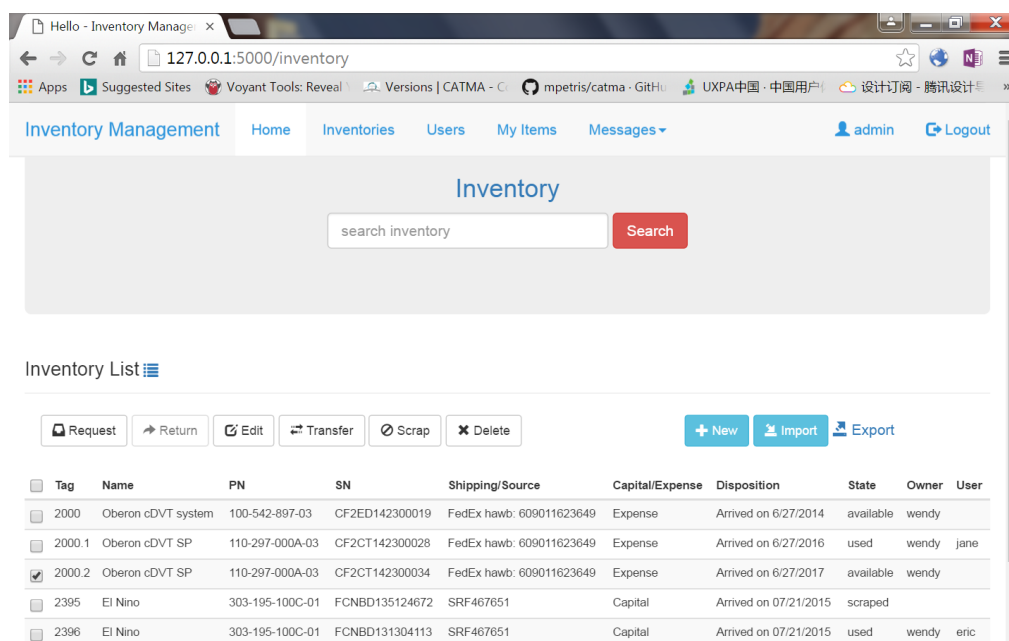 Hello - Inventory Manage
127.0.0.1:5000/inventory
Apps Suggested Sites Voyant Tools: Reveal Versions | CATMA - C mpetris/catma · GitHu UXPA中国 · 中国用户 设计订阅 - 腾讯设计 »
Inventory Management Home Inventories Users My Items Messages admin Logout
Inventory
search inventory Search
Inventory List
Request Return Edit Transfer Scrap Delete New Import Export
Tag Name PN SN Shipping/Source Capital/Expense Disposition State Owner User
2000 Oberon cDVT system 100-542-897-03 CF2ED142300019 FedEx hawb: 609011623649 Expense Arrived on 6/27/2014 available wendy
2000.1 Oberon cDVT SP 110-297-000A-03 CF2CT142300028 FedEx hawb: 609011623649 Expense Arrived on 6/27/2016 used wendy jane
2000.2 Oberon cDVT SP 110-297-000A-03 CF2CT142300034 FedEx hawb: 609011623649 Expense Arrived on 6/27/2017 available wendy
2395 El Nino 303-195-100C-01 FCNBD135124672 SRF467651 Capital Arrived on 07/21/2015 scraped
2396 El Nino 303-195-100C-01 FCNBD131304113 SRF467651 Capital Arrived on 07/21/2015 used wendy eric